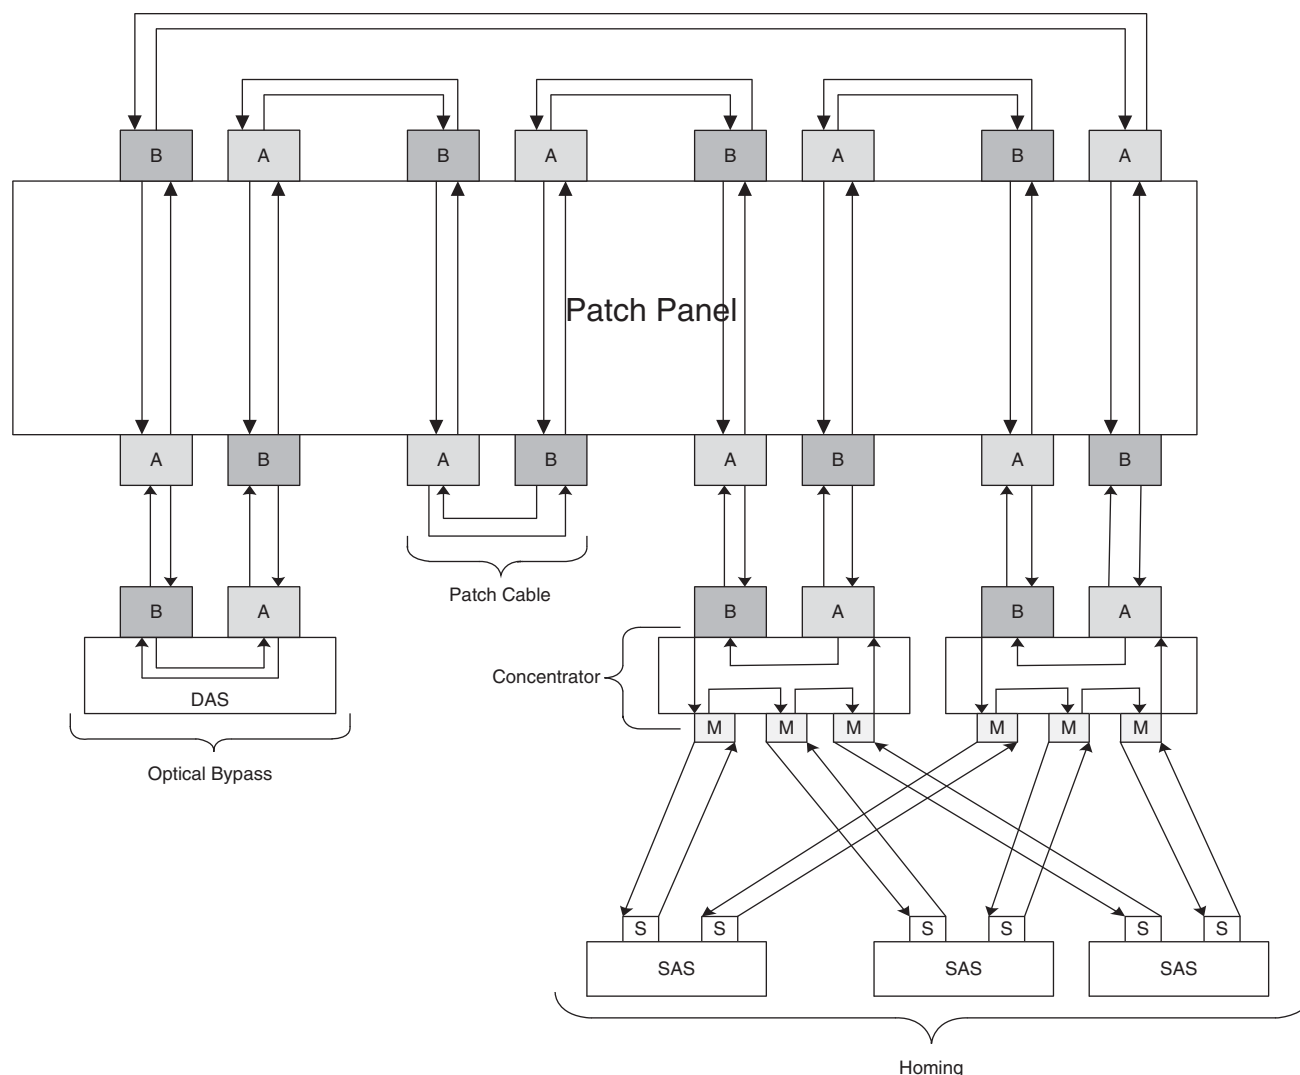 B A B A B A B A
Patch Panel
A B A B A B A B
Patch Cable
B A B A B A
Concentrator
DAS
M M M M M M
Optical Bypass
S S S S S S
SAS SAS SAS
Homing